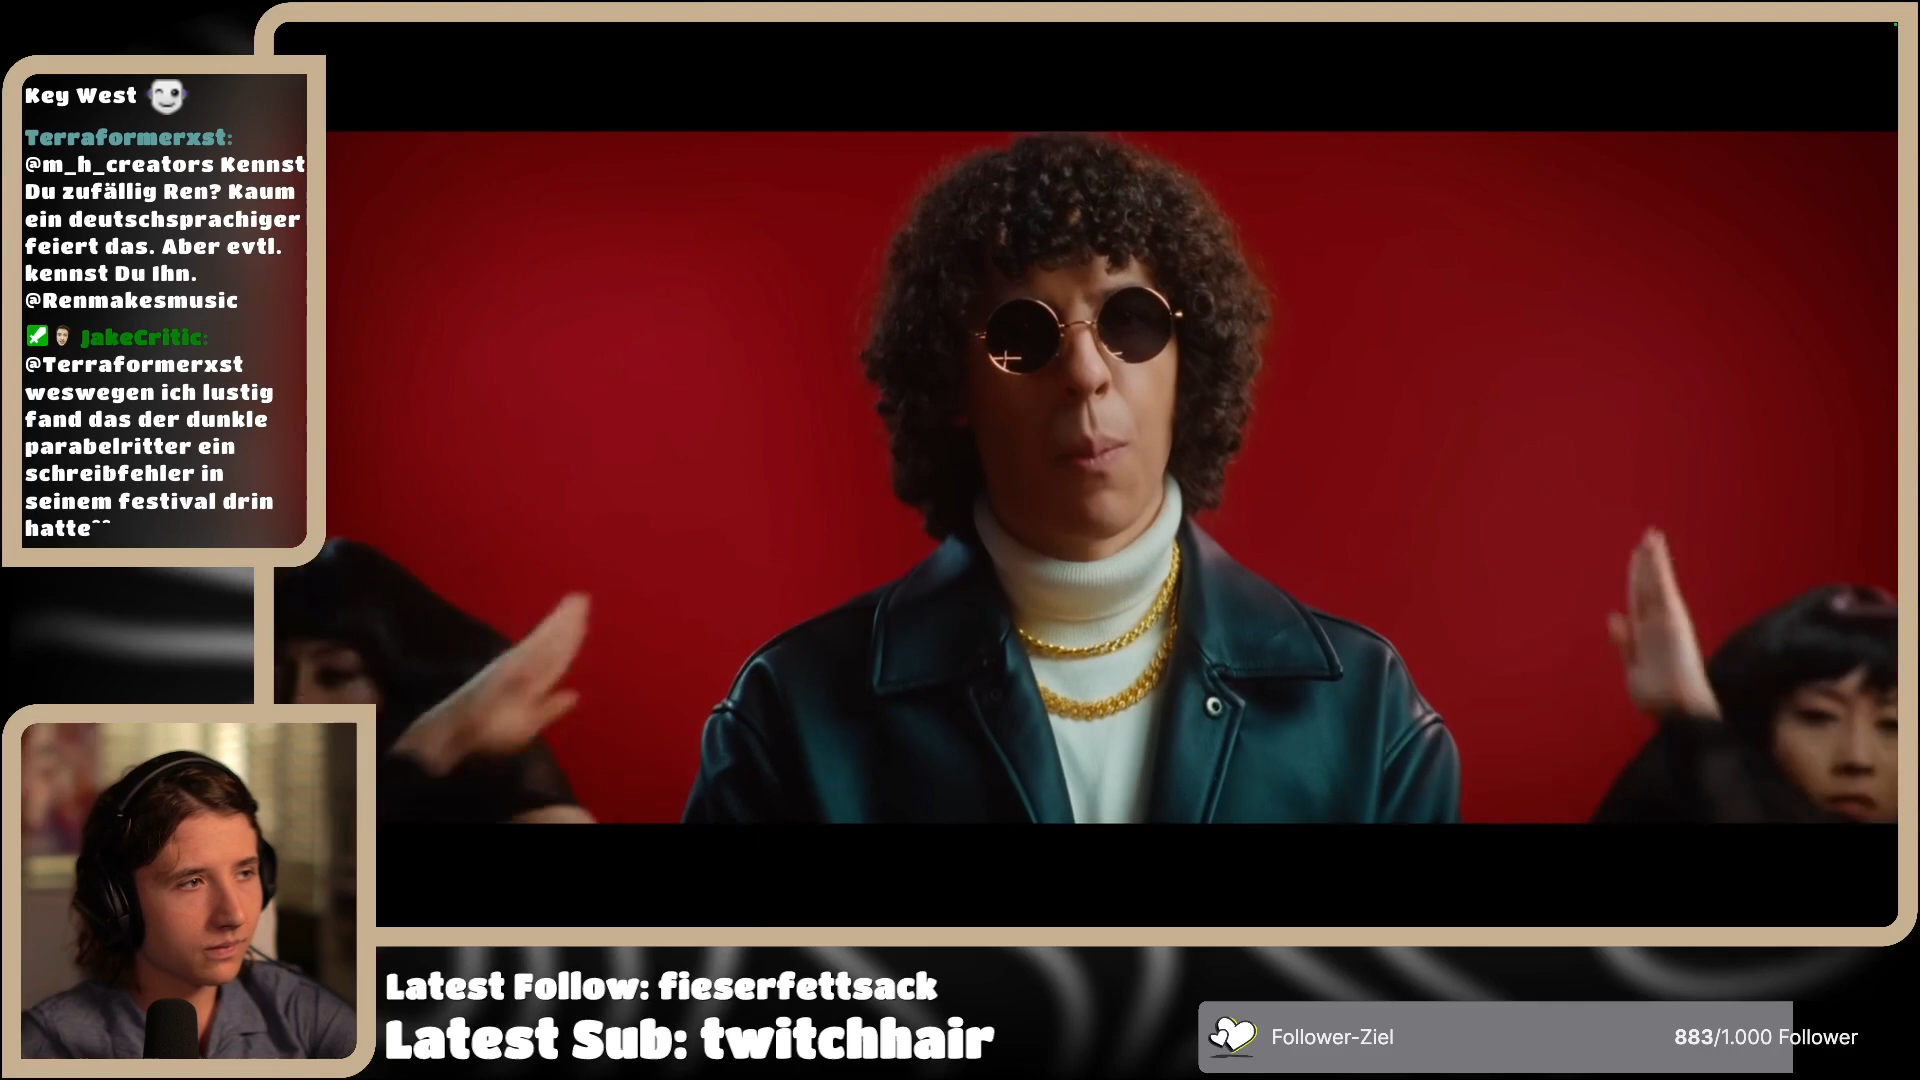 Key West
Terraformerxst:
@m_h_creators Kennst
Du zufällig Ren? Kaum
ein deutschsprachiger
feiert das. Aber evtl.
kennst Du Ihn.
@Renmakesmusic
JakeCritic:
@Terraformerxst
weswegen ich lustig
fand das der dunkle
parabelritter ein
schreibfehler in
seinem festival drin
hatte^^
Latest Follow: fieserfettsack
Latest Sub: twitchhair
Follower-Ziel
883/1.000 Follower